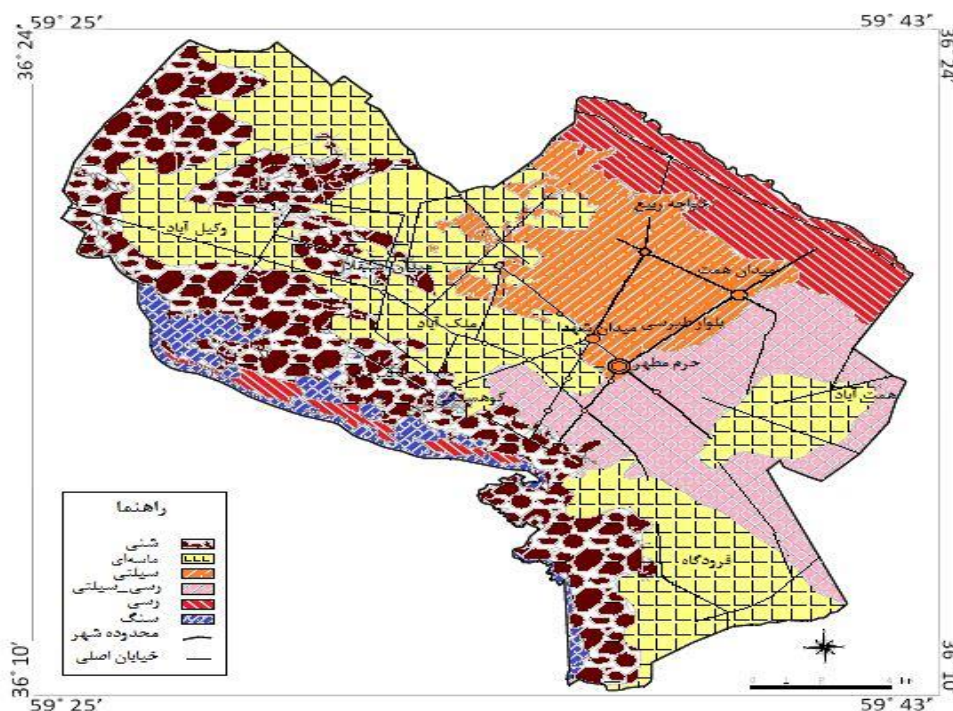 59° 25′
59° 43′
36° 24′
36° 24′
خواجه ربیع
وکیل آباد
میدان همت
میدان
بلوار طبرسی
میدان شهدا
ملک آباد
حرم مطهر
همت آباد
فرودگاه
راهنما
شنی
ماسه‌ای
سیلتی
رسی_سیلتی
رسی
سنگ
محدوده شهر
خیابان اصلی
36° 10′
36° 10′
59° 25′
59° 43′